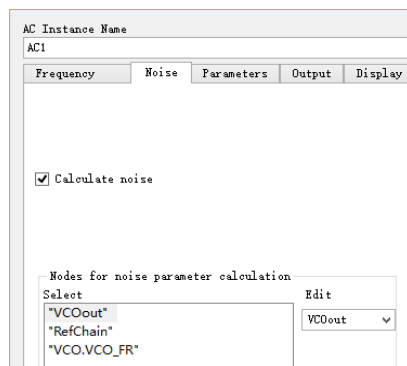 AC Instance Name
AC1
Frequency Noise Parameters Output Display
Calculate noise
Nodes for noise parameter calculation
Select Edit
"VCOout" VCOout
"RefChain"
"VCO.VCO_FR"